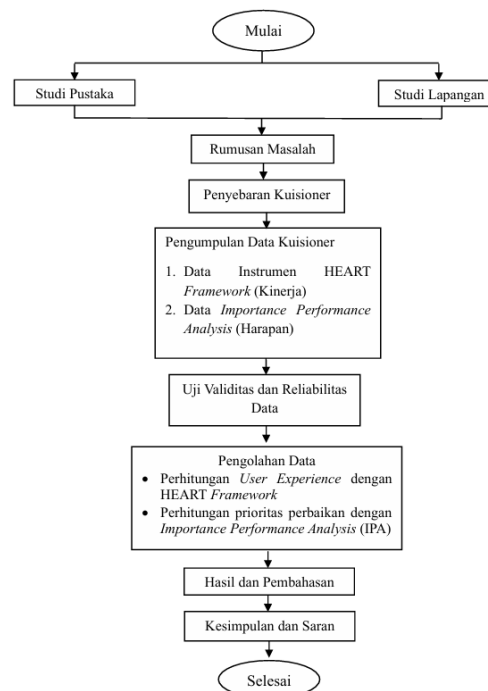 Mulai
Studi Pustaka
Studi Lapangan
Rumusan Masalah
Penyebaran Kuisioner
Pengumpulan Data Kuisioner
1. Data Instrumen HEART
Framework (Kinerja)
2. Data Importance Performance
Analysis (Harapan)
Uji Validitas dan Reliabilitas
Data
Pengolahan Data
• Perhitungan User Experience dengan
HEART Framework
• Perhitungan prioritas perbaikan dengan
Importance Performance Analysis (IPA)
Hasil dan Pembahasan
Kesimpulan dan Saran
Selesai